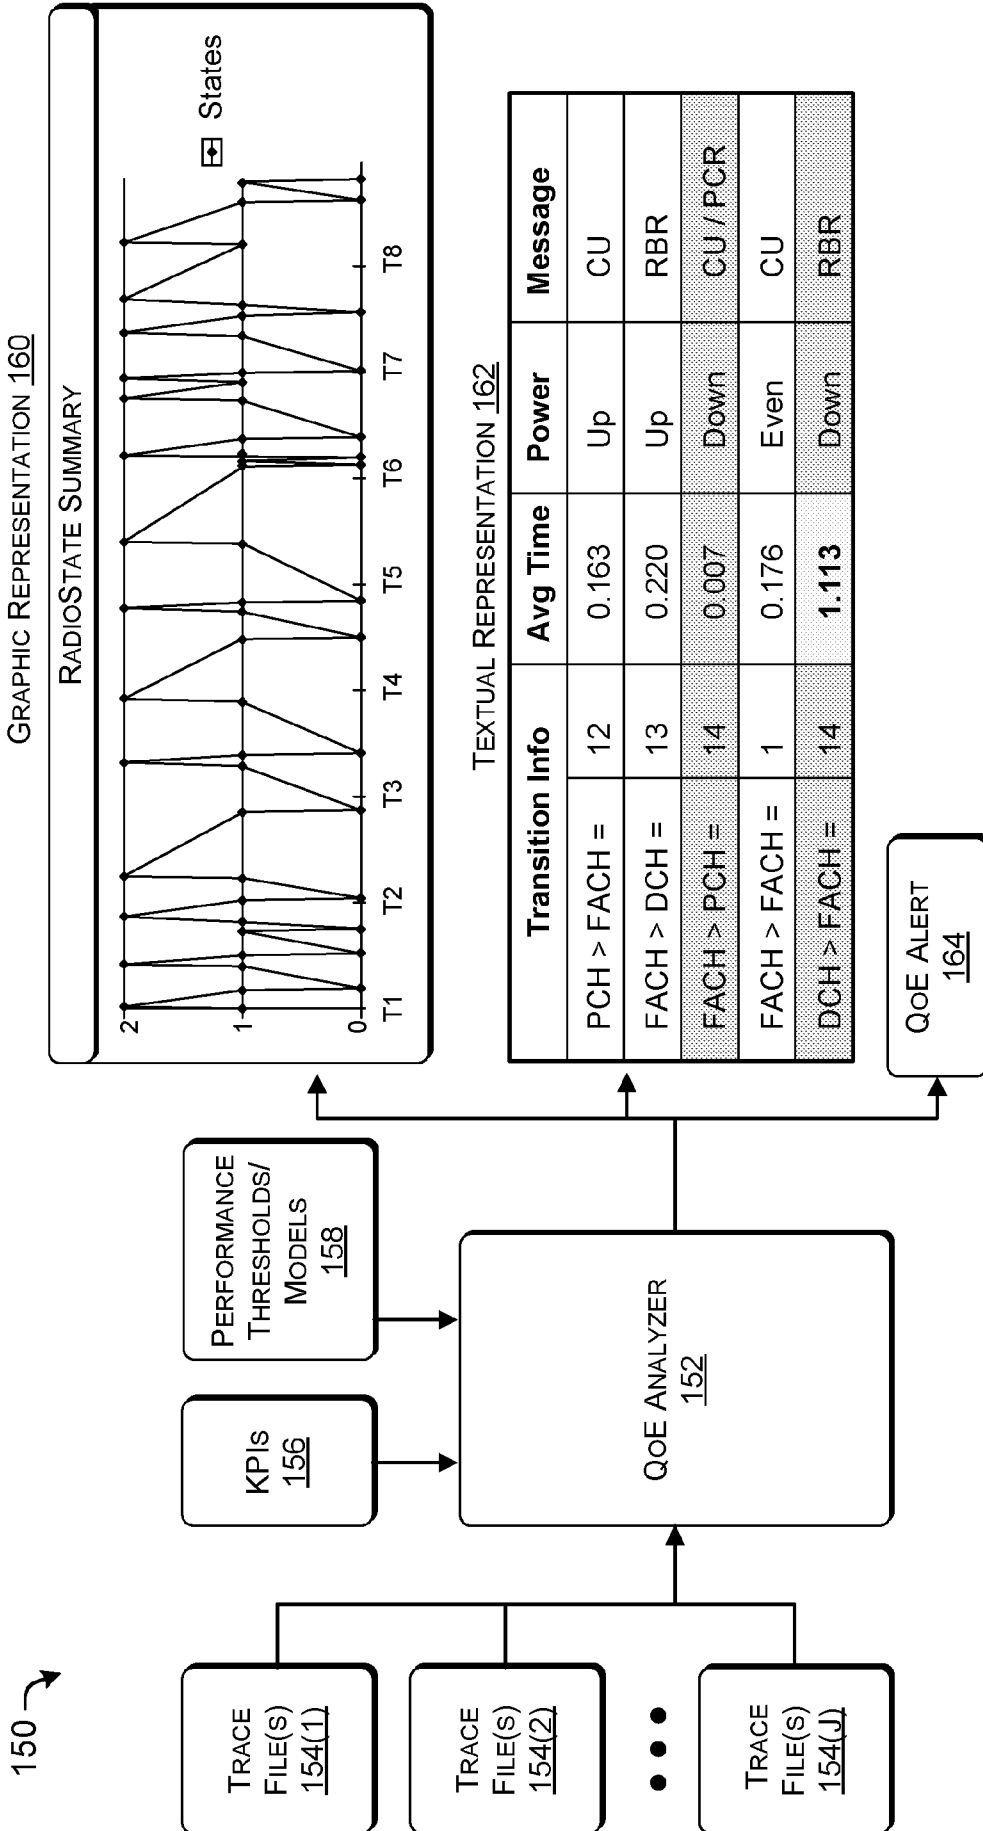 150
TRACE
FILE(S)
154(1)
TRACE
FILE(S)
154(2)
TRACE
FILE(S)
154(J)
KPIS
156
PERFORMANCE
THRESHOLDS/
MODELS
158
QOE ANALYZER
152
GRAPHIC REPRESENTATION 160
RADIOSTATE SUMMARY
2
1
0
T1 T2 T3 T4 T5 T6 T7 T8
States
TEXTUAL REPRESENTATION 162
Transition Info Avg Time Power Message
PCH > FACH = 12 0.163 Up CU
FACH > DCH = 13 0.220 Up RBR
FACH > PCH = 14 0.007 Down CU / PCR
FACH > FACH = 1 0.176 Even CU
DCH > FACH = 14 1.113 Down RBR
QOE ALERT
164